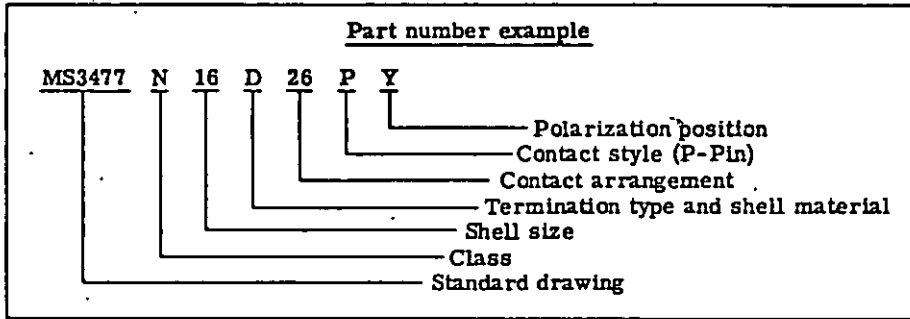 Part number example
MS3477 N 16 D 26 P Y
Polarization position
Contact style (P-Pin)
Contact arrangement
Termination type and shell material
Shell size
Class
Standard drawing